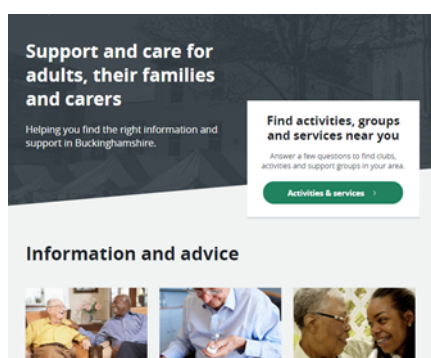 Support and care for
adults, their families
and carers
Helping you find the right information and
support in Buckinghamshire.
Find activities, groups
and services near you
Answer a few questions to find clubs,
activities and support groups in your area.
Activities & services
Information and advice